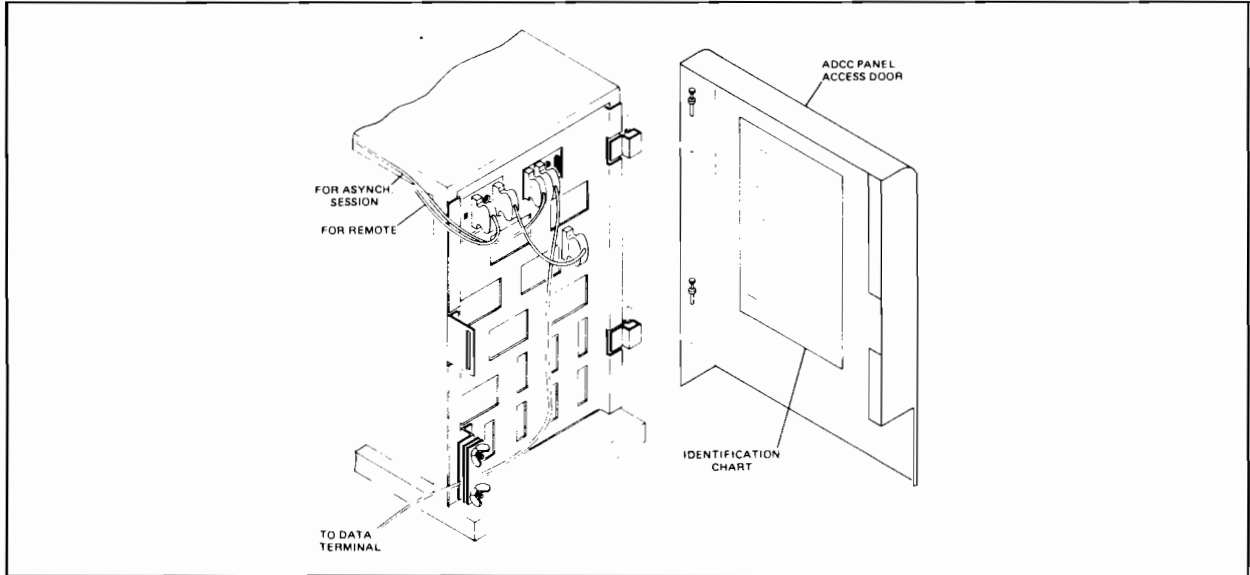 ADCC PANEL
ACCESS DOOR
FOR ASYNCH.
SESSION
FOR REMOTE
IDENTIFICATION
CHART
TO DATA
TERMINAL